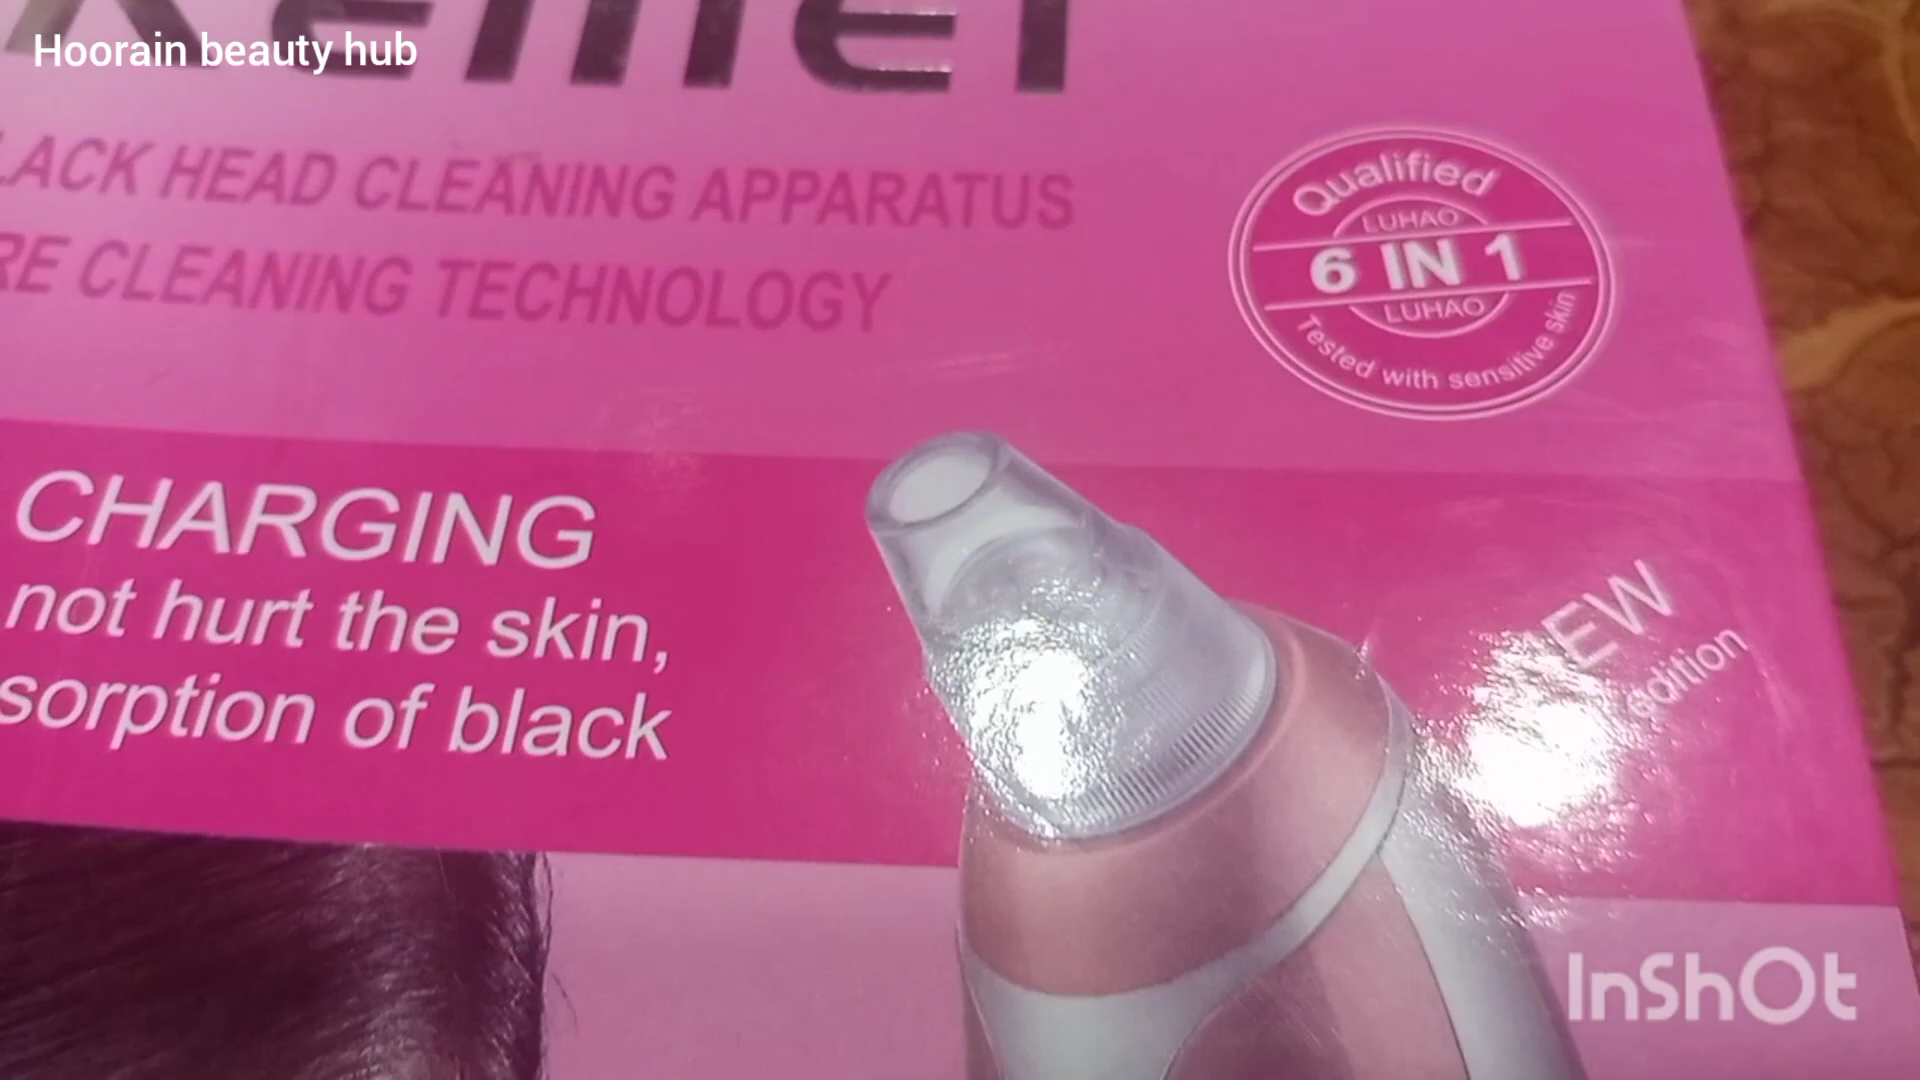 Hoorain beauty hub
LACK HEAD CLEANING APPARATUS
RE CLEANING TECHNOLOGY
Qualified
LUHAO
6 IN 1
LUHAO
Tested with sensitive skin
CHARGING
not hurt the skin,
sorption of black
EW
edition
InShOt